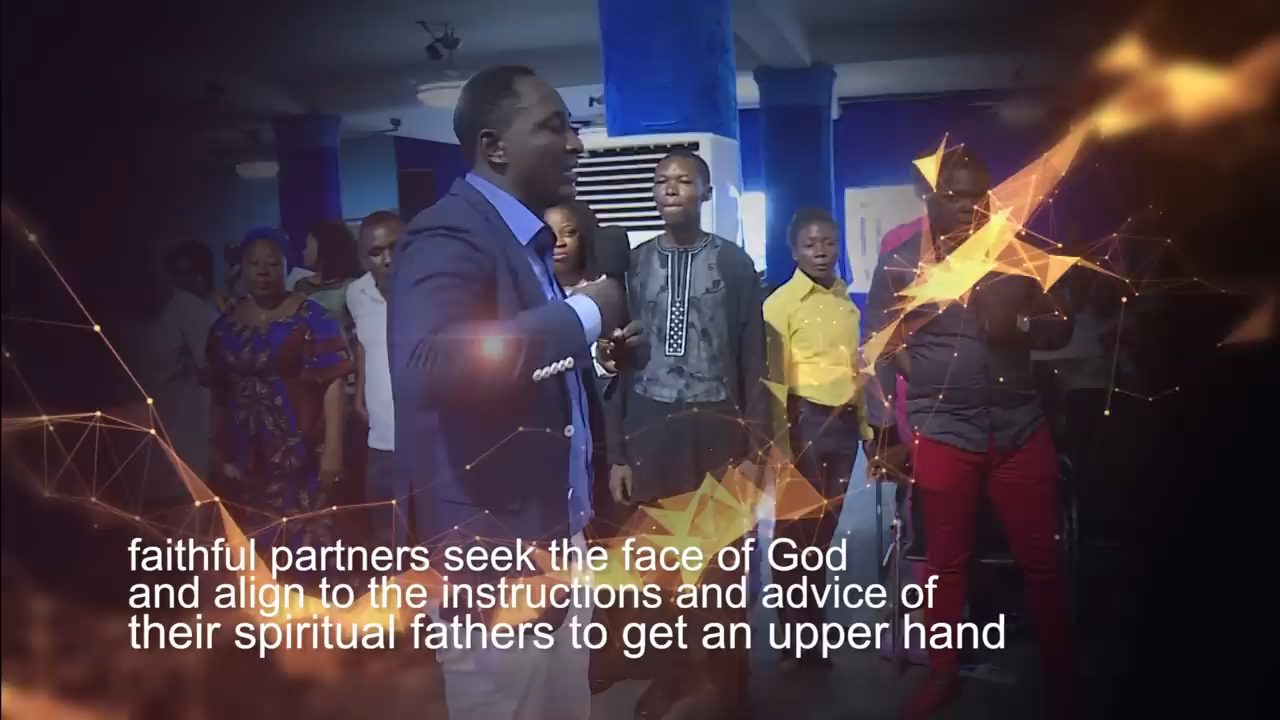 faithful partners seek the face of God
and align to the instructions and advice of
their spiritual fathers to get an upper hand